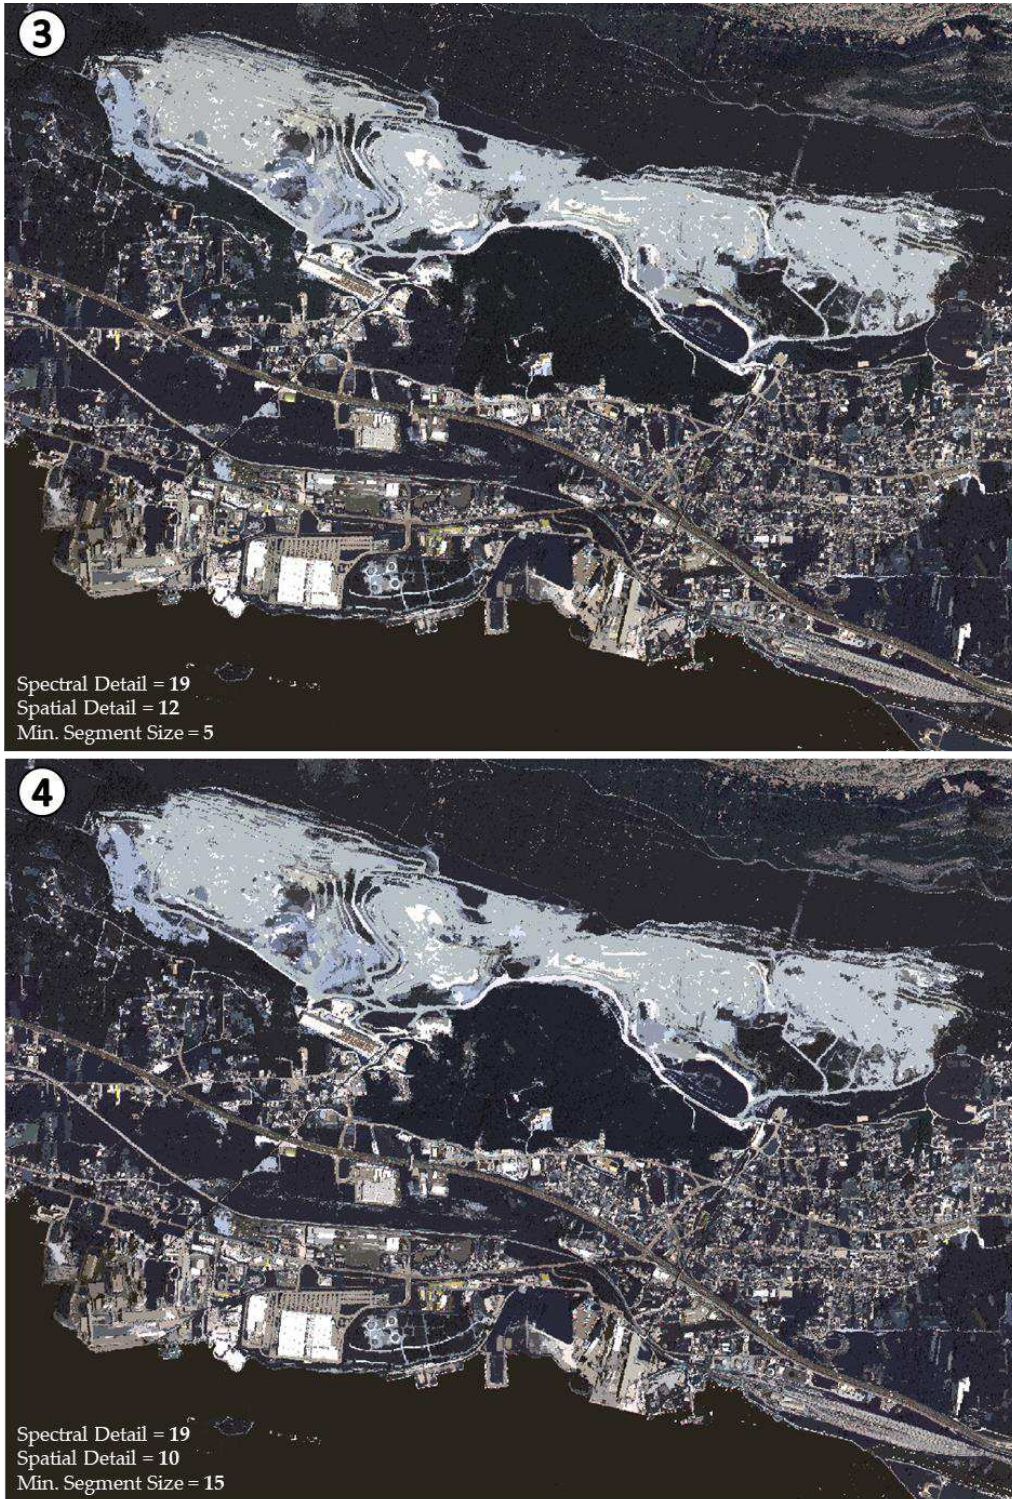 3
Spectral Detail = 19
Spatial Detail = 12
Min. Segment Size = 5
4
Spectral Detail = 19
Spatial Detail = 10
Min. Segment Size = 15